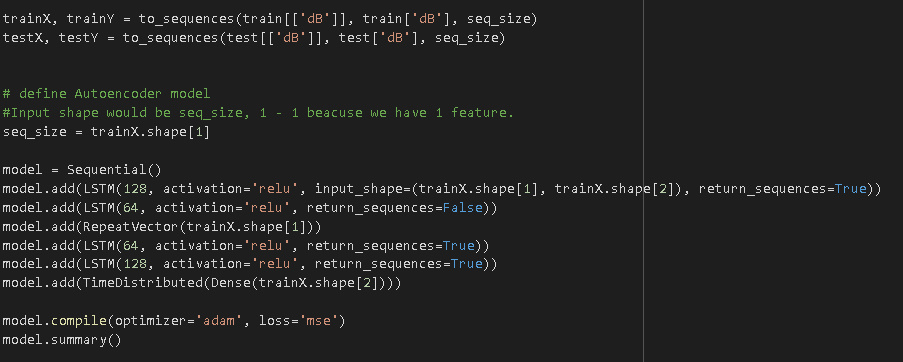 trainX, trainY = to_sequences(train[['dB']], train['dB'], seq_size)
testX, testY = to_sequences(test[['dB']], test['dB'], seq_size)
# define Autoencoder model
#Input shape would be seq_size, 1 - 1 beacuse we have 1 feature.
seq_size = trainX.shape[1]
model = Sequential()
model.add(LSTM(128, activation='relu', input_shape=(trainX.shape[1], trainX.shape[2]), return_sequences=True))
model.add(LSTM(64, activation='relu', return_sequences=False))
model.add(RepeatVector(trainX.shape[1]))
model.add(LSTM(64, activation='relu', return_sequences=True))
model.add(LSTM(128, activation='relu', return_sequences=True))
model.add(TimeDistributed(Dense(trainX.shape[2])))
model.compile(optimizer='adam', loss='mse')
model.summary()